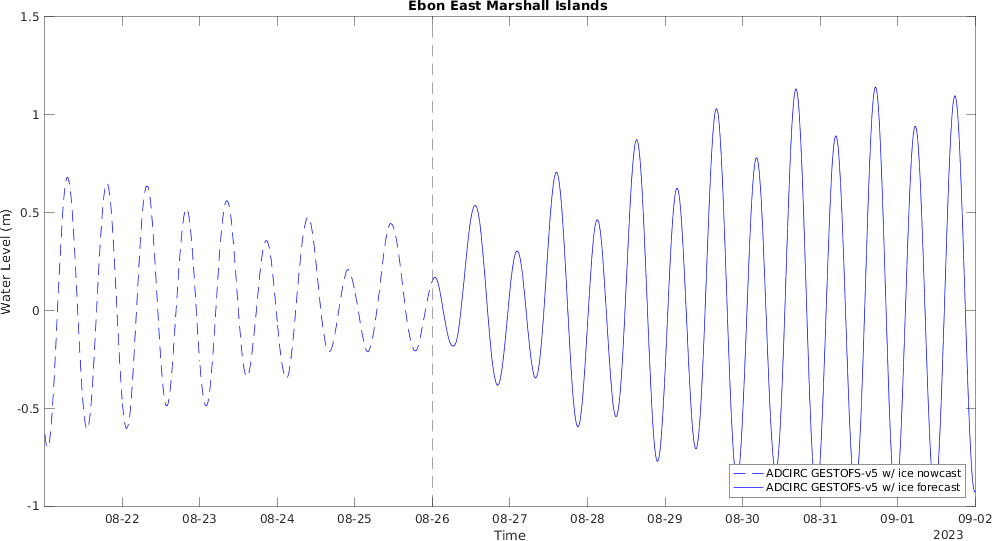 Ebon East Marshall Islands
1.5
1
0.5
0
-0.5
-1
Water Level (m)
ADCIRC GESTOFS-v5 w/ ice nowcast
ADCIRC GESTOFS-v5 w/ ice forecast
08-22 08-23 08-24 08-25 08-26 08-27 08-28 08-29 08-30 08-31 09-01 09-02
Time
2023